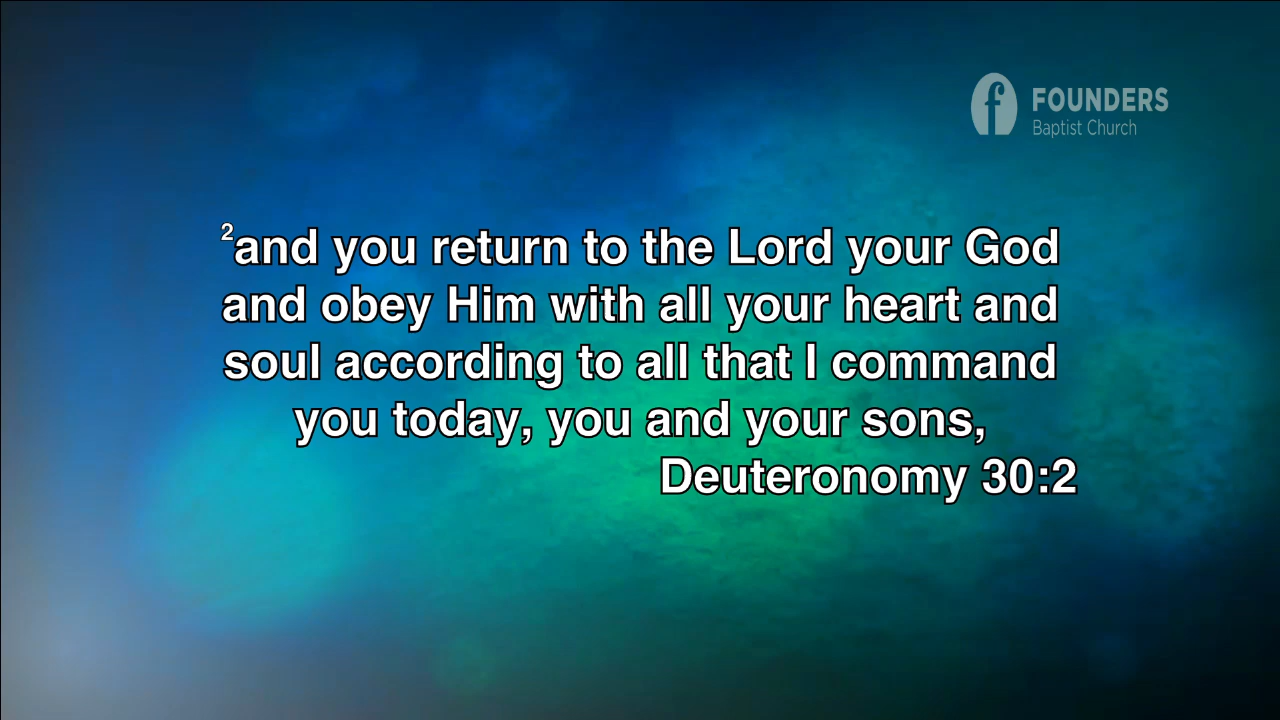 FOUNDERS
Baptist Church
²and you return to the Lord your God
and obey Him with all your heart and
soul according to all that I command
you today, you and your sons,
Deuteronomy 30:2